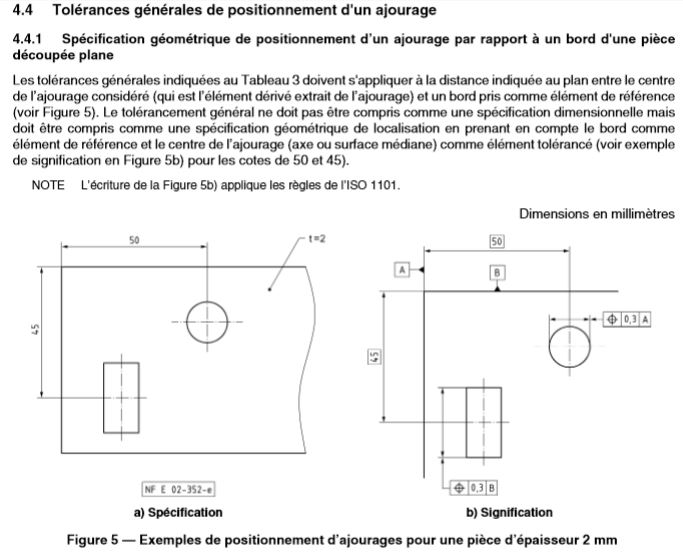 4.4 Tolérances générales de positionnement d'un ajourage
4.4.1 Spécification géométrique de positionnement d'un ajourage par rapport à un bord d'une pièce
découpée plane
Les tolérances générales indiquées au Tableau 3 doivent s'appliquer à la distance indiquée au plan entre le centre
de l'ajourage considéré (qui est l'élément dérivé extrait de l'ajourage) et un bord pris comme élément de référence
(voir Figure 5). Le tolérancement général ne doit pas être compris comme une spécification dimensionnelle mais
doit être compris comme une spécification géométrique de localisation en prenant en compte le bord comme
élément de référence et le centre de l'ajourage (axe ou surface médiane) comme élément tolérancé (voir exemple
de signification en Figure 5b) pour les cotes de 50 et 45).
NOTE L'écriture de la Figure 5b) applique les règles de l'ISO 1101.
Dimensions en millimètres
50
t=2
45
NF E 02-352-e
a) Spécification
50
A
B
⌖ 0,3 A
45
⌖ 0,3 B
b) Signification
Figure 5 — Exemples de positionnement d'ajourages pour une pièce d'épaisseur 2 mm